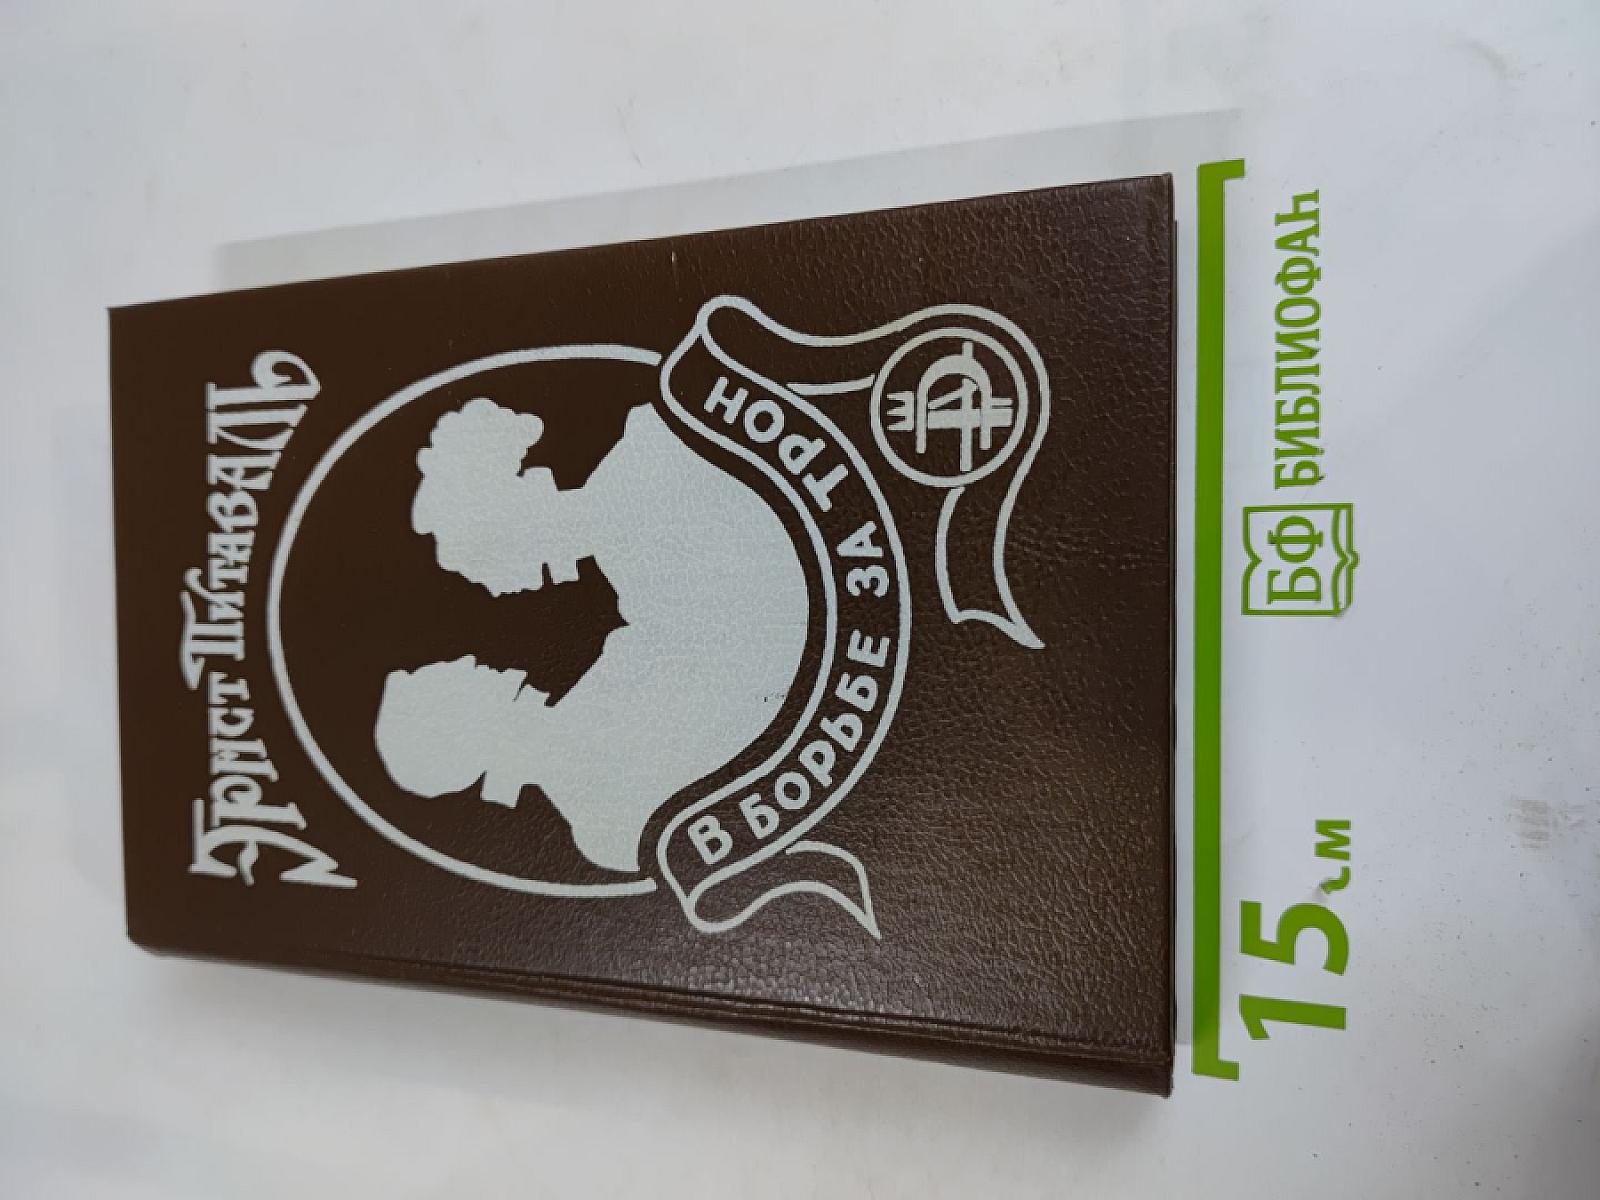 Эрнст Питаваль
В БОРЬБЕ ЗА ТРОН
15 см
БФ БИБЛИОФАН